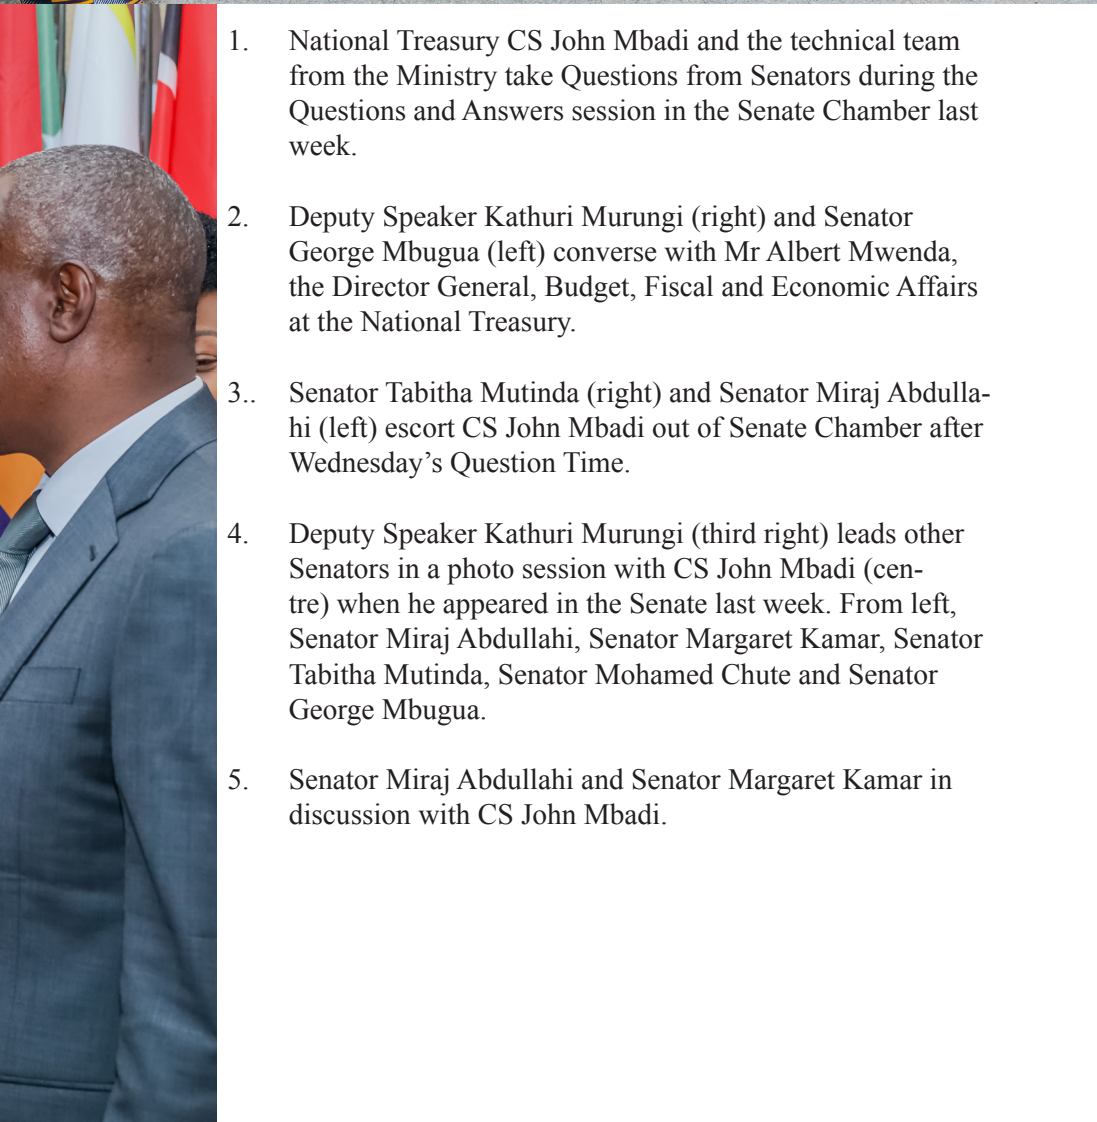 1. National Treasury CS John Mbadi and the technical team
from the Ministry take Questions from Senators during the
Questions and Answers session in the Senate Chamber last
week.
2. Deputy Speaker Kathuri Murungi (right) and Senator
George Mbugua (left) converse with Mr Albert Mwenda,
the Director General, Budget, Fiscal and Economic Affairs
at the National Treasury.
3.. Senator Tabitha Mutinda (right) and Senator Miraj Abdulla-
hi (left) escort CS John Mbadi out of Senate Chamber after
Wednesday’s Question Time.
4. Deputy Speaker Kathuri Murungi (third right) leads other
Senators in a photo session with CS John Mbadi (cen-
tre) when he appeared in the Senate last week. From left,
Senator Miraj Abdullahi, Senator Margaret Kamar, Senator
Tabitha Mutinda, Senator Mohamed Chute and Senator
George Mbugua.
5. Senator Miraj Abdullahi and Senator Margaret Kamar in
discussion with CS John Mbadi.